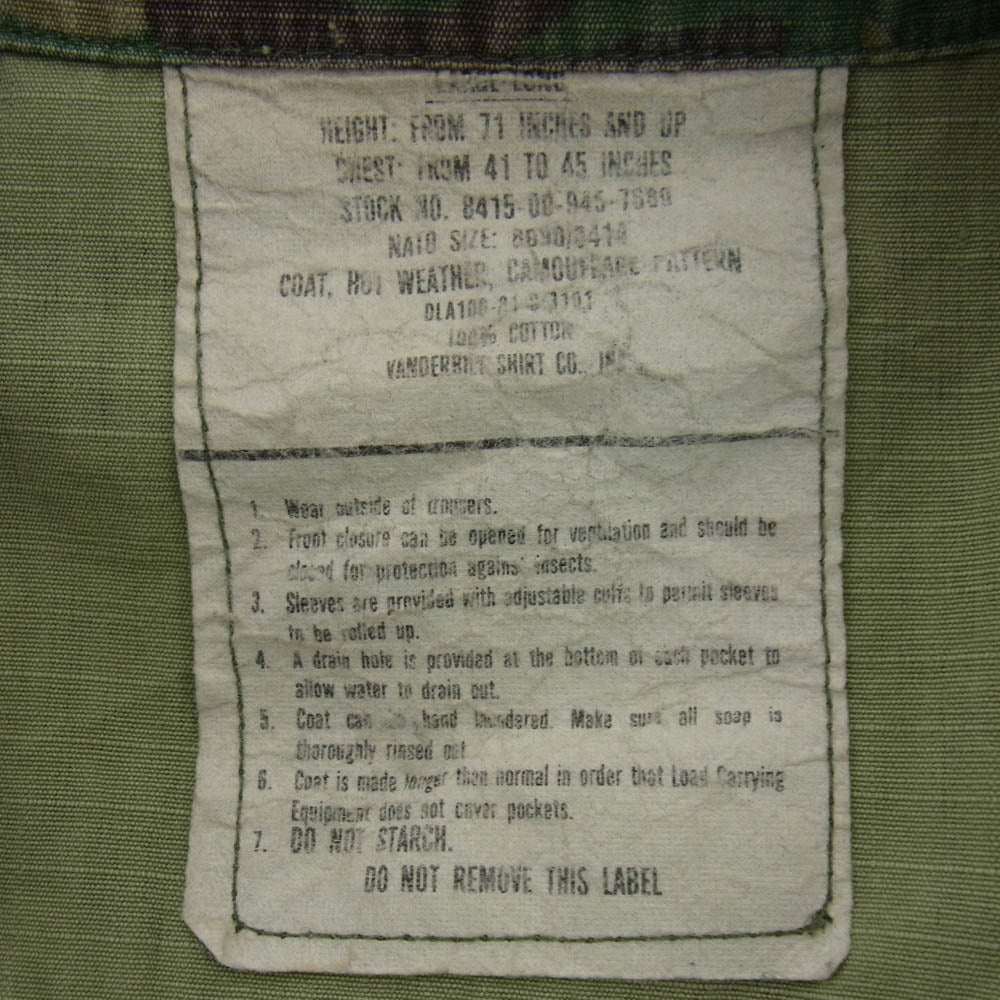 LARGE-LONG
HEIGHT: FROM 71 INCHES AND UP
CHEST: FROM 41 TO 45 INCHES
STOCK NO. 8415-00-945-
NATO SIZE:
COAT, HOT WEATHER, CAMOUFLAGE PATTERN
100% COTTON
VANDERBILT SHIRT CO., INC.
1. Wear outside of trousers.
2. Front closure can be opened for ventilation and should be
closed for protection against insects.
3. Sleeves are provided with adjustable cuffs to permit sleeves
to be rolled up.
4. A drain hole is provided at the bottom of each pocket to
allow water to drain out.
5. Coat can be hand laundered. Make sure all soap is
thoroughly rinsed out
6. Coat is made longer than normal in order that Load Carrying
Equipment does not cover pockets.
7. DO NOT STARCH.
DO NOT REMOVE THIS LABEL